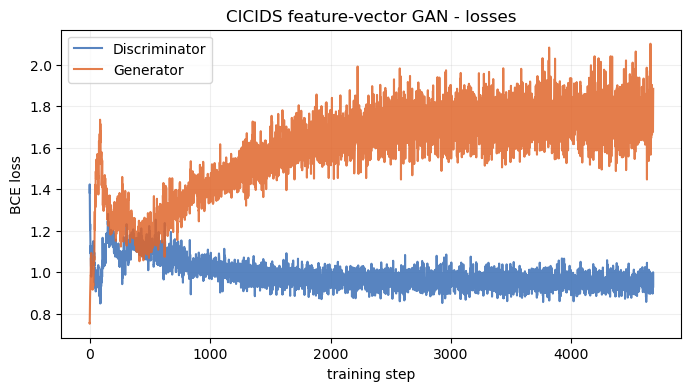 CICIDS feature-vector GAN - losses
Discriminator
Generator
BCE loss
2.0
1.8
1.6
1.4
1.2
1.0
0.8
0
1000
2000
3000
4000
training step